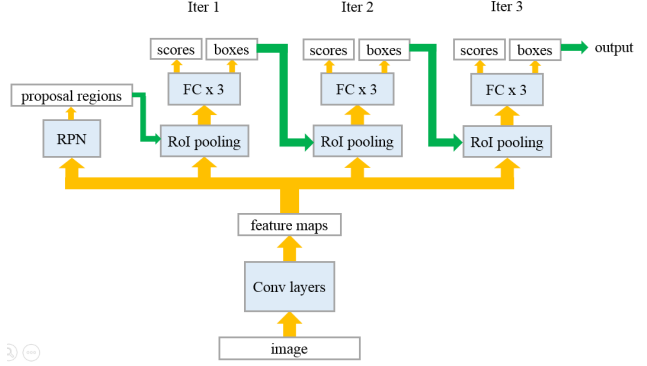 Iter 1
Iter 2
Iter 3
scores
boxes
scores
boxes
scores
boxes
output
FC x 3
FC x 3
FC x 3
proposal regions
RPN
RoI pooling
RoI pooling
RoI pooling
feature maps
Conv layers
image